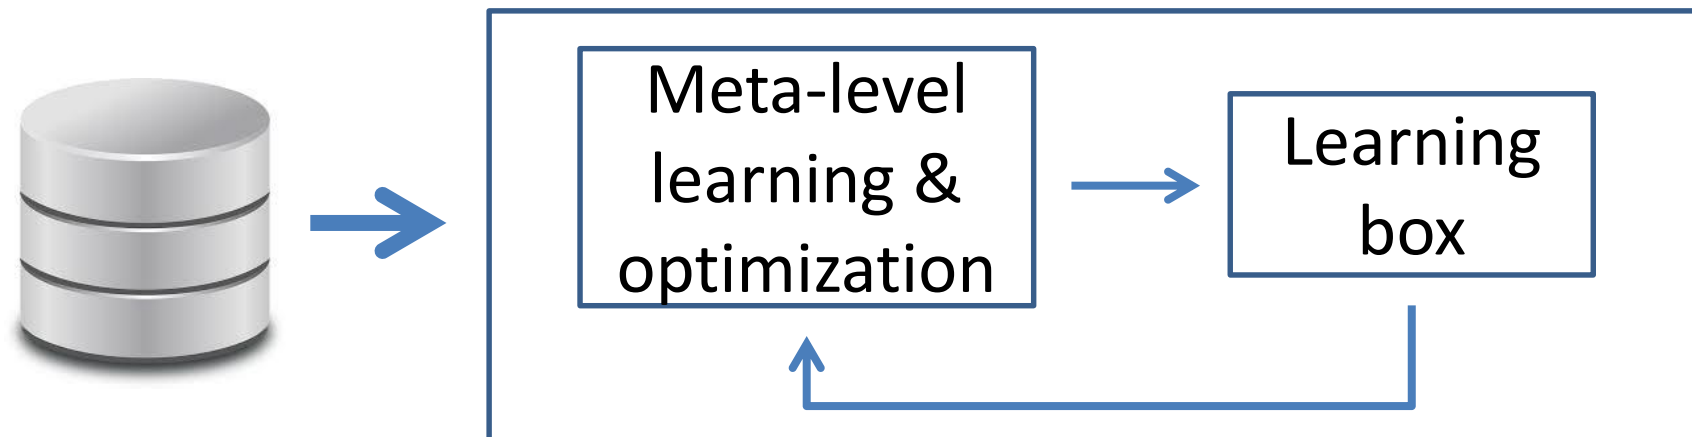 Meta-level
learning &
optimization
Learning
box